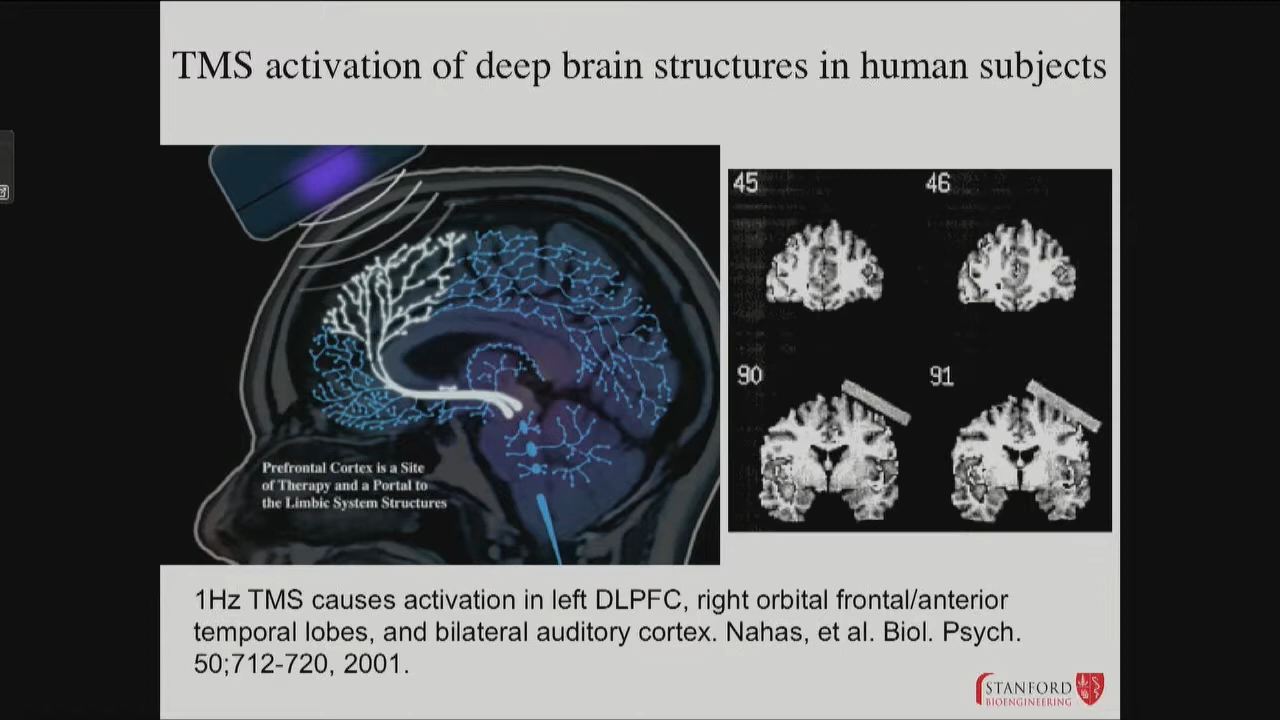 TMS activation of deep brain structures in human subjects
Prefrontal Cortex is a Site
of Therapy and a Portal to
the Limbic System Structures
45
46
90
91
1Hz TMS causes activation in left DLPFC, right orbital frontal/anterior
temporal lobes, and bilateral auditory cortex. Nahas, et al. Biol. Psych.
50;712-720, 2001.
STANFORD
BIOENGINEERING